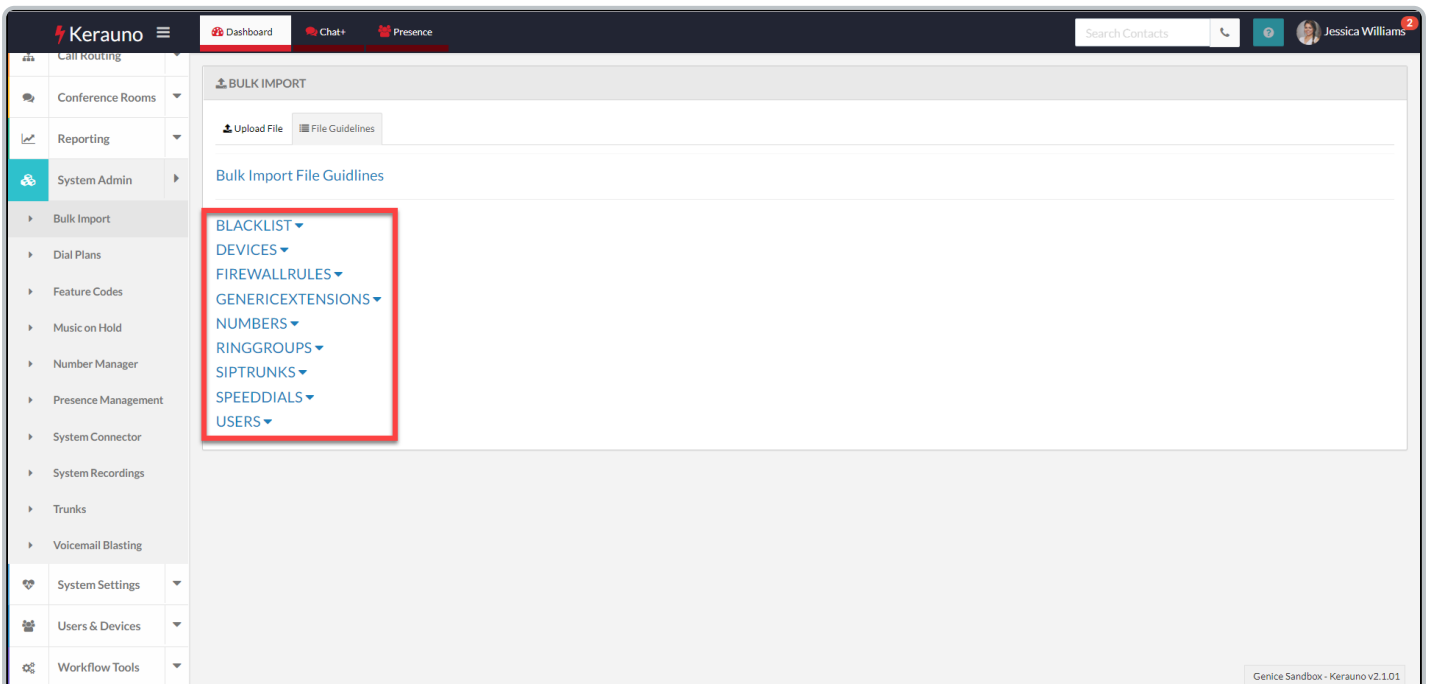 Kerauno
Dashboard
Chat+
Presence
Search Contacts
Jessica Williams
2
Call Routing
Conference Rooms
Reporting
System Admin
Bulk Import
Dial Plans
Feature Codes
Music on Hold
Number Manager
Presence Management
System Connector
System Recordings
Trunks
Voicemail Blasting
System Settings
Users & Devices
Workflow Tools
BULK IMPORT
Upload File
File Guidelines
Bulk Import File Guidlines
BLACKLIST
DEVICES
FIREWALLRULES
GENERICEXTENSIONS
NUMBERS
RINGGROUPS
SIPTRUNKS
SPEEDDIALS
USERS
Genice Sandbox - Kerauno v2.1.01